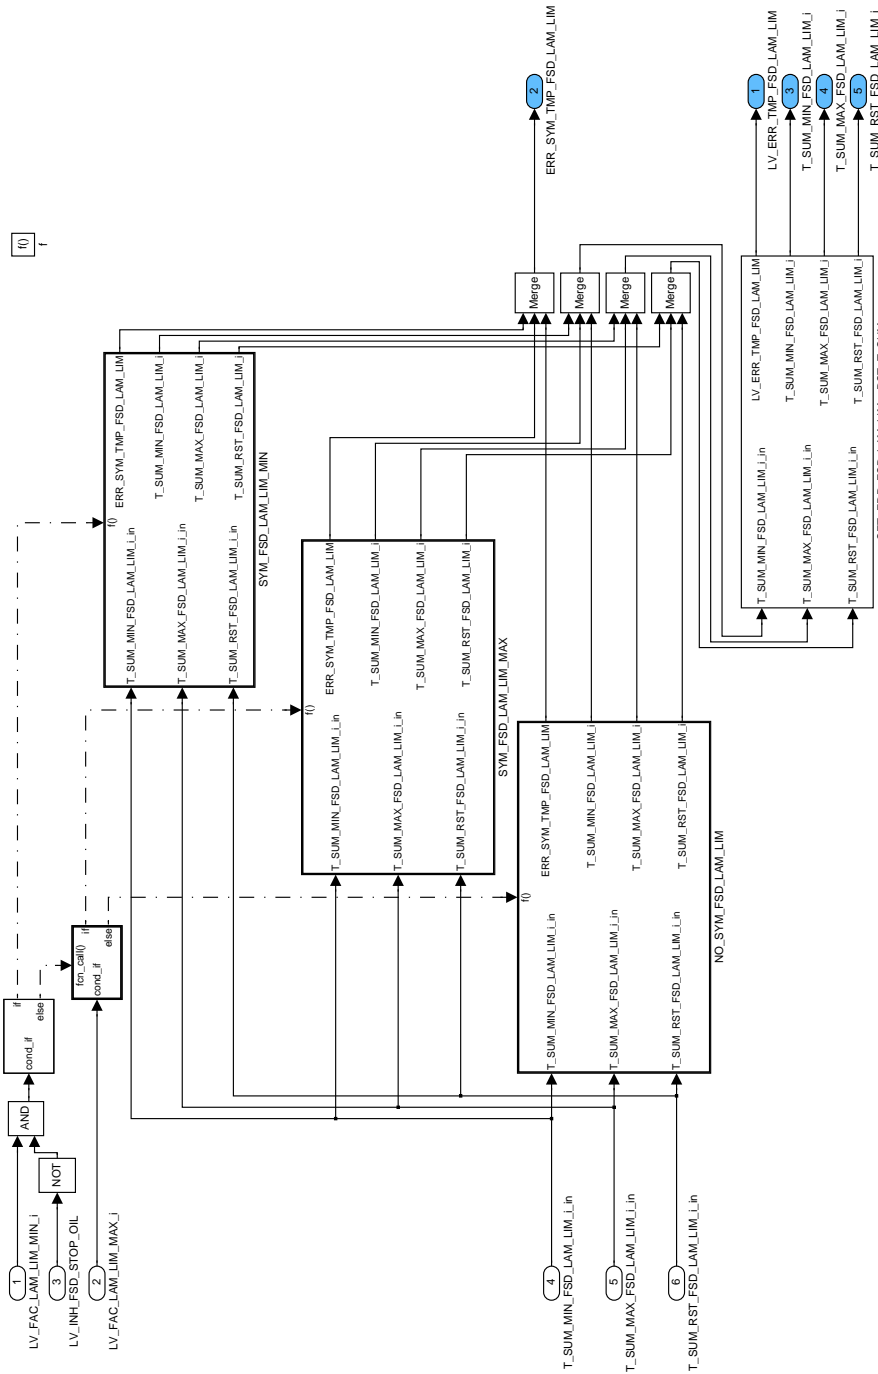 f()
f
1
LV_FAC_LAM_LIM_MIN_i
3
LV_INH_FSD_STOP_OIL
2
LV_FAC_LAM_LIM_MAX_i
NOT
AND
cond_if
if
else
fcn_call()
cond_if
if
else
f()
T_SUM_MIN_FSD_LAM_LIM_i_in
T_SUM_MAX_FSD_LAM_LIM_i_in
T_SUM_RST_FSD_LAM_LIM_i_in
ERR_SYM_TMP_FSD_LAM_LIM
T_SUM_MIN_FSD_LAM_LIM_i
T_SUM_MAX_FSD_LAM_LIM_i
T_SUM_RST_FSD_LAM_LIM_i
SYM_FSD_LAM_LIM_MIN
f()
T_SUM_MIN_FSD_LAM_LIM_i_in
T_SUM_MAX_FSD_LAM_LIM_i_in
T_SUM_RST_FSD_LAM_LIM_i_in
ERR_SYM_TMP_FSD_LAM_LIM
T_SUM_MIN_FSD_LAM_LIM_i
T_SUM_MAX_FSD_LAM_LIM_i
T_SUM_RST_FSD_LAM_LIM_i
SYM_FSD_LAM_LIM_MAX
f()
T_SUM_MIN_FSD_LAM_LIM_i_in
T_SUM_MAX_FSD_LAM_LIM_i_in
T_SUM_RST_FSD_LAM_LIM_i_in
ERR_SYM_TMP_FSD_LAM_LIM
T_SUM_MIN_FSD_LAM_LIM_i
T_SUM_MAX_FSD_LAM_LIM_i
T_SUM_RST_FSD_LAM_LIM_i
NO_SYM_FSD_LAM_LIM
4
T_SUM_MIN_FSD_LAM_LIM_i_in
5
T_SUM_MAX_FSD_LAM_LIM_i_in
6
T_SUM_RST_FSD_LAM_LIM_i_in
Merge
Merge
Merge
Merge
2
ERR_SYM_TMP_FSD_LAM_LIM
T_SUM_MIN_FSD_LAM_LIM_i_in
T_SUM_MAX_FSD_LAM_LIM_i_in
T_SUM_RST_FSD_LAM_LIM_i_in
LV_ERR_TMP_FSD_LAM_LIM
T_SUM_MIN_FSD_LAM_LIM_i
T_SUM_MAX_FSD_LAM_LIM_i
T_SUM_RST_FSD_LAM_LIM_i
1
LV_ERR_TMP_FSD_LAM_LIM
3
T_SUM_MIN_FSD_LAM_LIM_i
4
T_SUM_MAX_FSD_LAM_LIM_i
5
T_SUM_RST_FSD_LAM_LIM_i